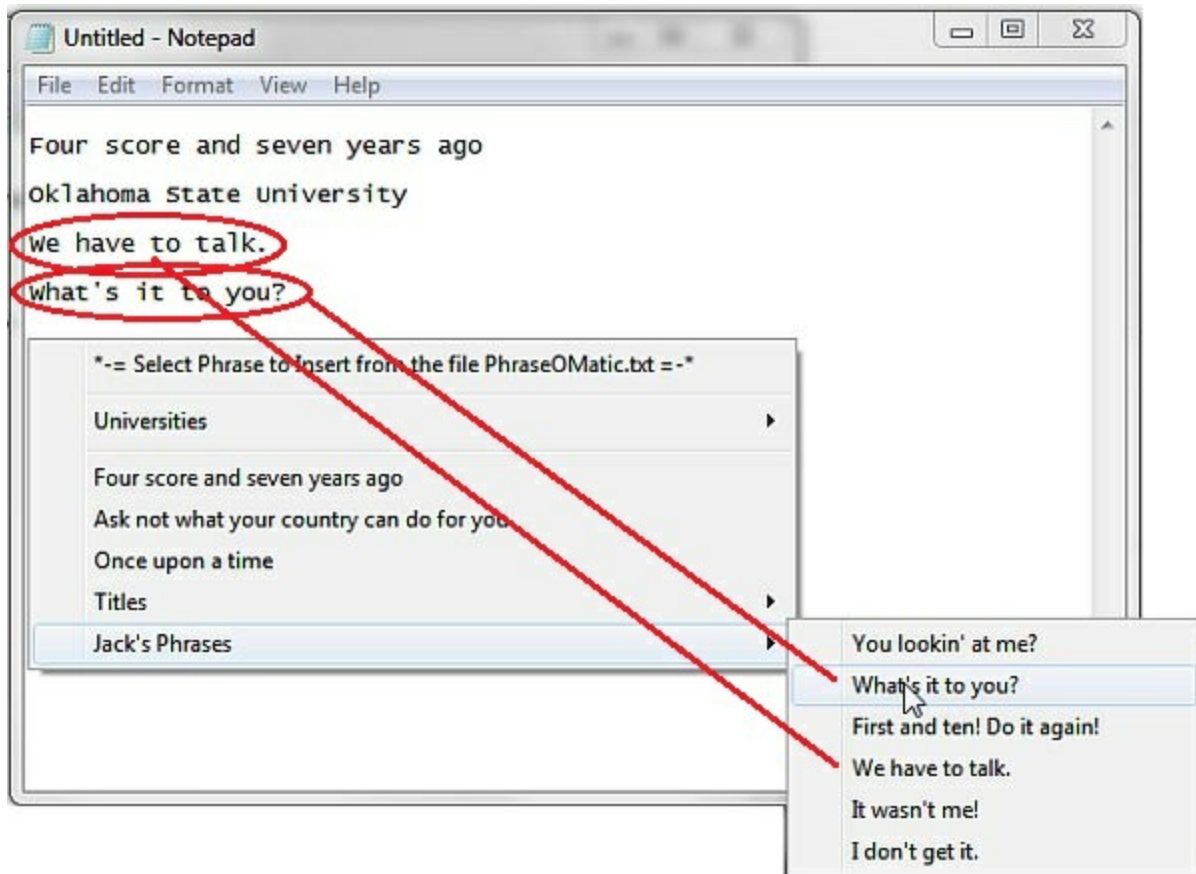 Untitled - Notepad
File Edit Format View Help
Four score and seven years ago
Oklahoma State University
We have to talk.
What's it to you?
*-= Select Phrase to Insert from the file PhraseOMatic.txt =-*
Universities
Four score and seven years ago
Ask not what your country can do for you
Once upon a time
Titles
Jack's Phrases
You lookin' at me?
What's it to you?
First and ten! Do it again!
We have to talk.
It wasn't me!
I don't get it.